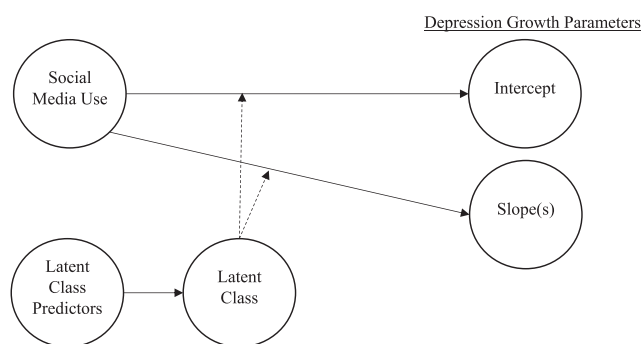 Depression Growth Parameters
Social
Media Use
Intercept
Slope(s)
Latent
Class
Predictors
Latent
Class